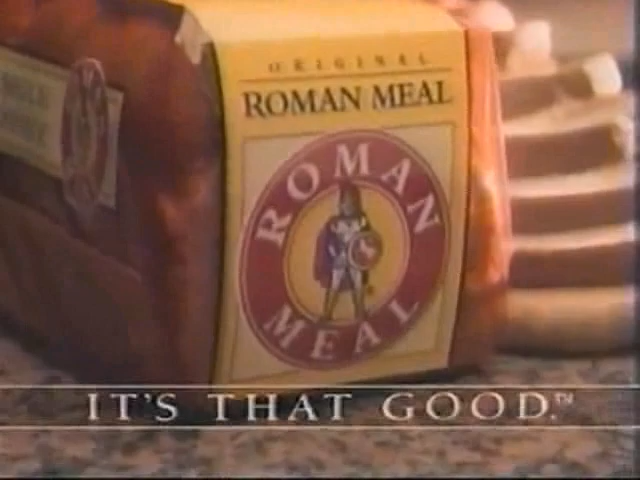 ORIGINAL
ROMAN MEAL
ROMAN
MEAL
IT'S THAT GOOD.™